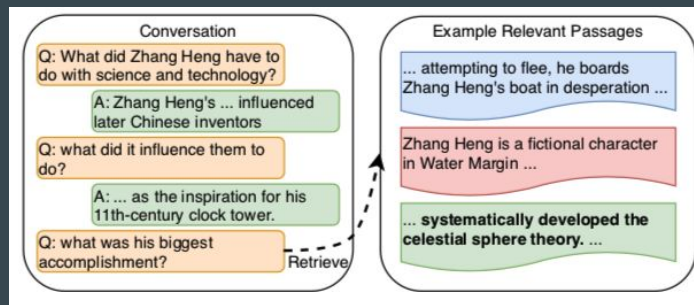 Conversation
Q: What did Zhang Heng have to
do with science and technology?
A: Zhang Heng's ... influenced
later Chinese inventors
Q: what did it influence them to
do?
A: ... as the inspiration for his
11th-century clock tower.
Q: what was his biggest
accomplishment?
Retrieve
Example Relevant Passages
... attempting to flee, he boards
Zhang Heng's boat in desperation ...
Zhang Heng is a fictional character
in Water Margin ...
... systematically developed the
celestial sphere theory. ...